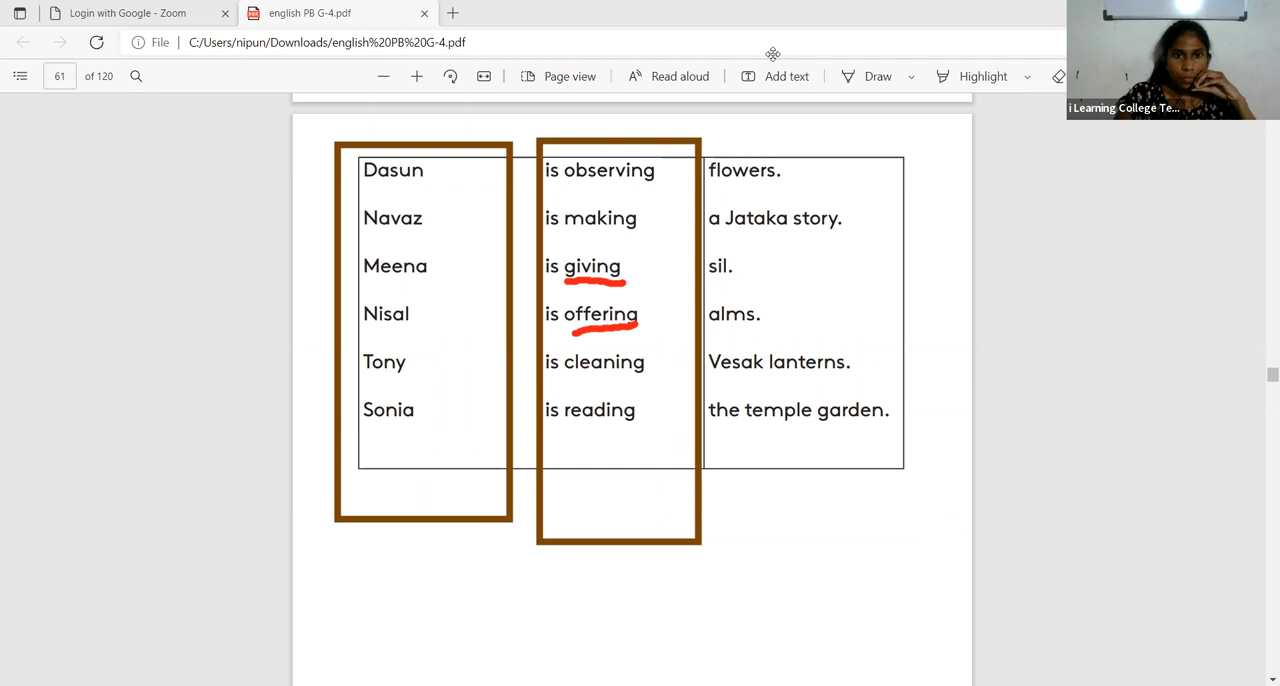 Login with Google - Zoom
english PB G-4.pdf
File
C:/Users/nipun/Downloads/english%20PB%20G-4.pdf
61 of 120
Page view
Read aloud
Add text
Draw
Highlight
i Learning College Te...
Dasun is observing flowers.
Navaz is making a Jataka story.
Meena is giving sil.
Nisal is offering alms.
Tony is cleaning Vesak lanterns.
Sonia is reading the temple garden.